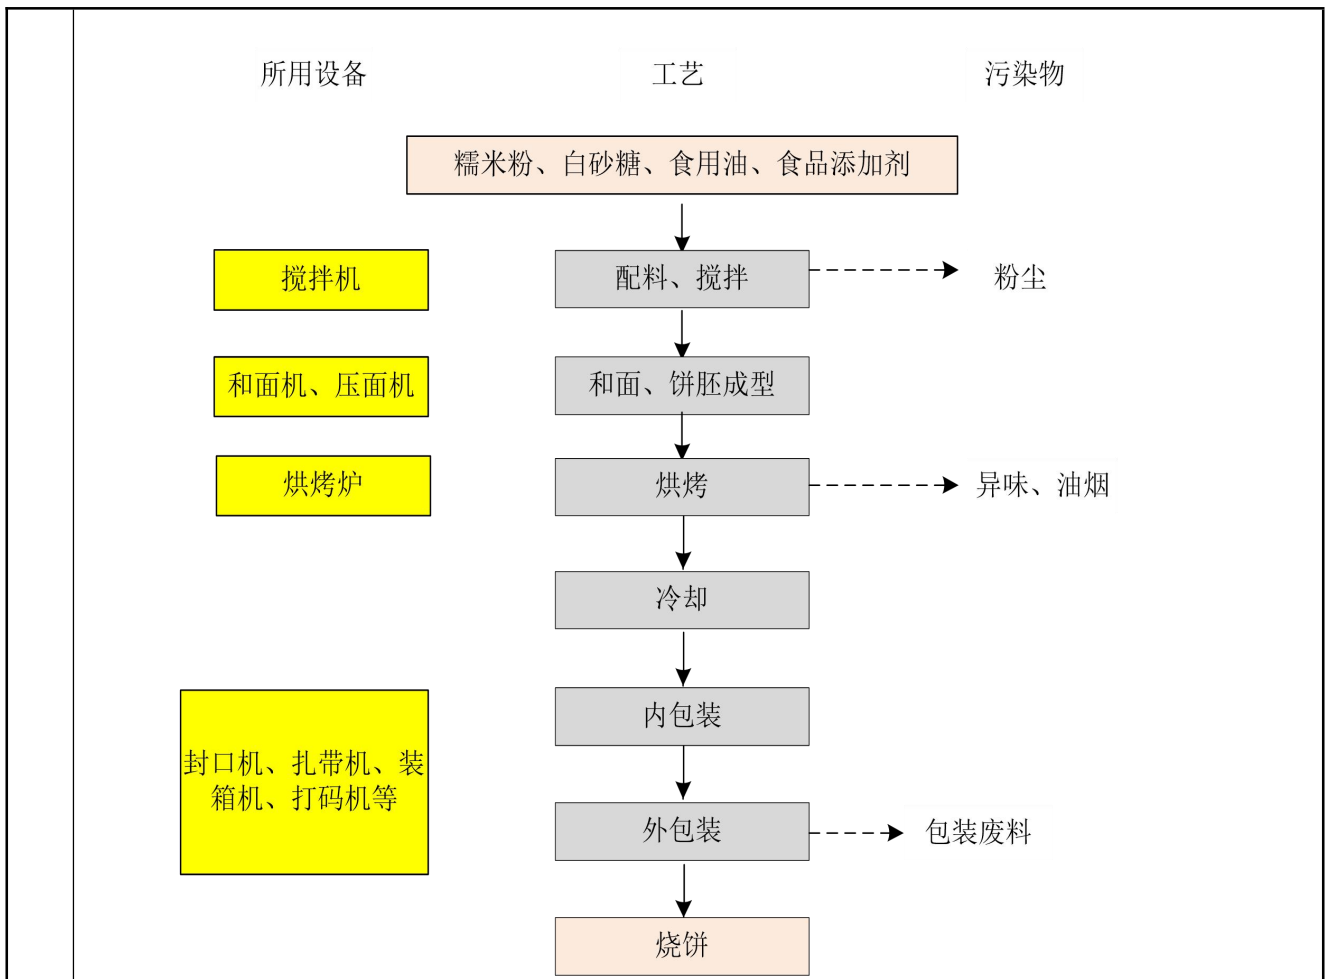 所用设备 工艺 污染物
糯米粉、白砂糖、食用油、食品添加剂
搅拌机 配料、搅拌 粉尘
和面机、压面机 和面、饼胚成型
烘烤炉 烘烤 异味、油烟
冷却
内包装
封口机、扎带机、装
箱机、打码机等
外包装 包装废料
烧饼